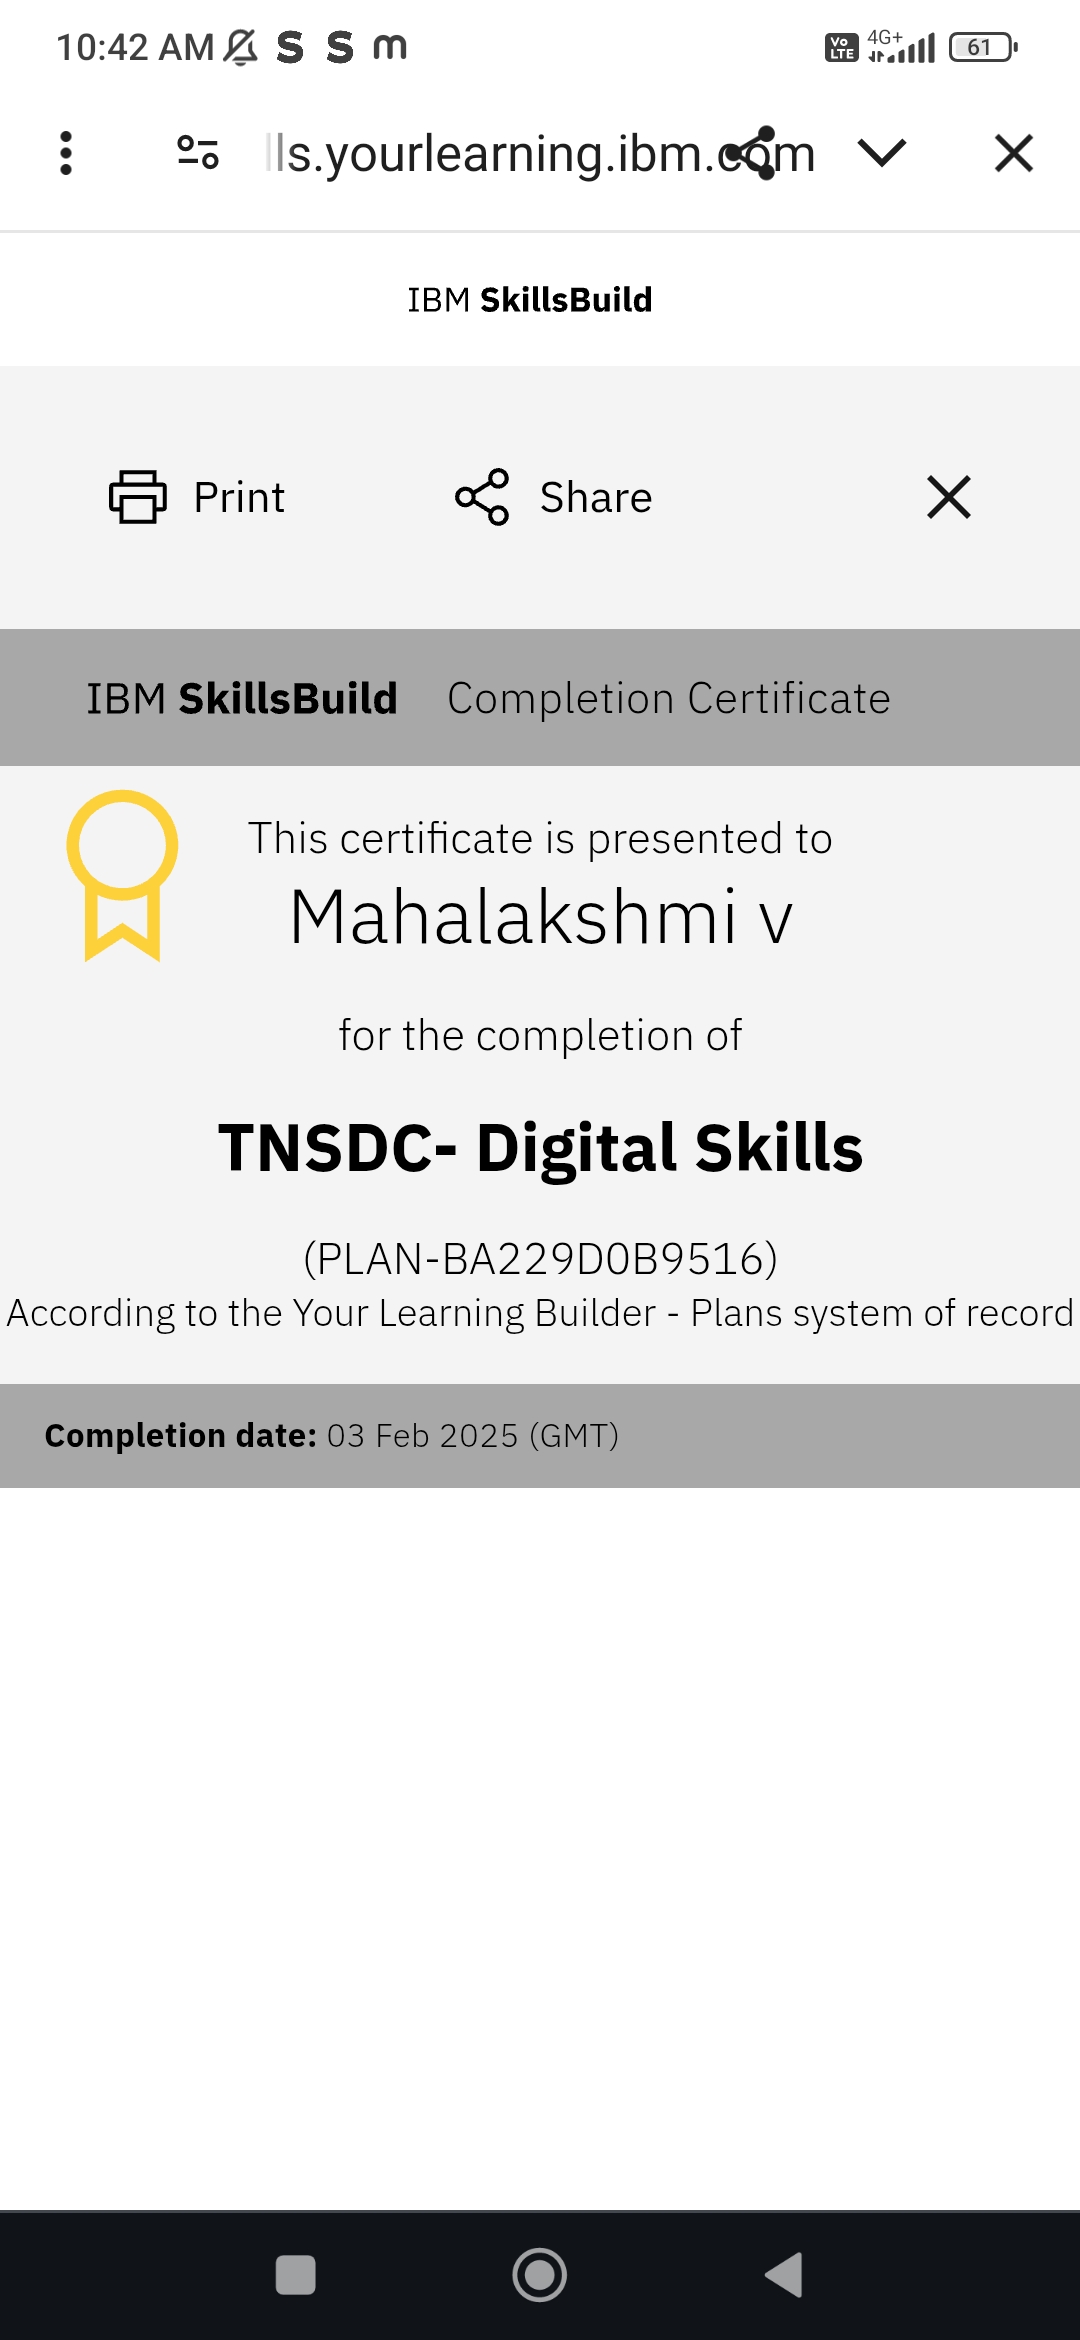 10:42 AM S S m Vo LTE 4G+ 61
lls.yourlearning.ibm.com
IBM SkillsBuild
Print Share
IBM SkillsBuild Completion Certificate
This certificate is presented to
Mahalakshmi v
for the completion of
TNSDC- Digital Skills
(PLAN-BA229D0B9516)
According to the Your Learning Builder - Plans system of record
Completion date: 03 Feb 2025 (GMT)